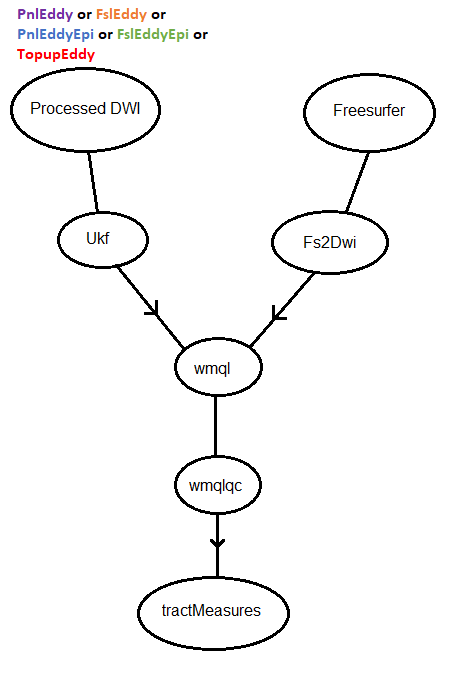 PnlEddy or FslEddy or
PnlEddyEpi or FslEddyEpi or
TopupEddy
Processed DWI
Freesurfer
Ukf
Fs2Dwi
wmql
wmqlqc
tractMeasures